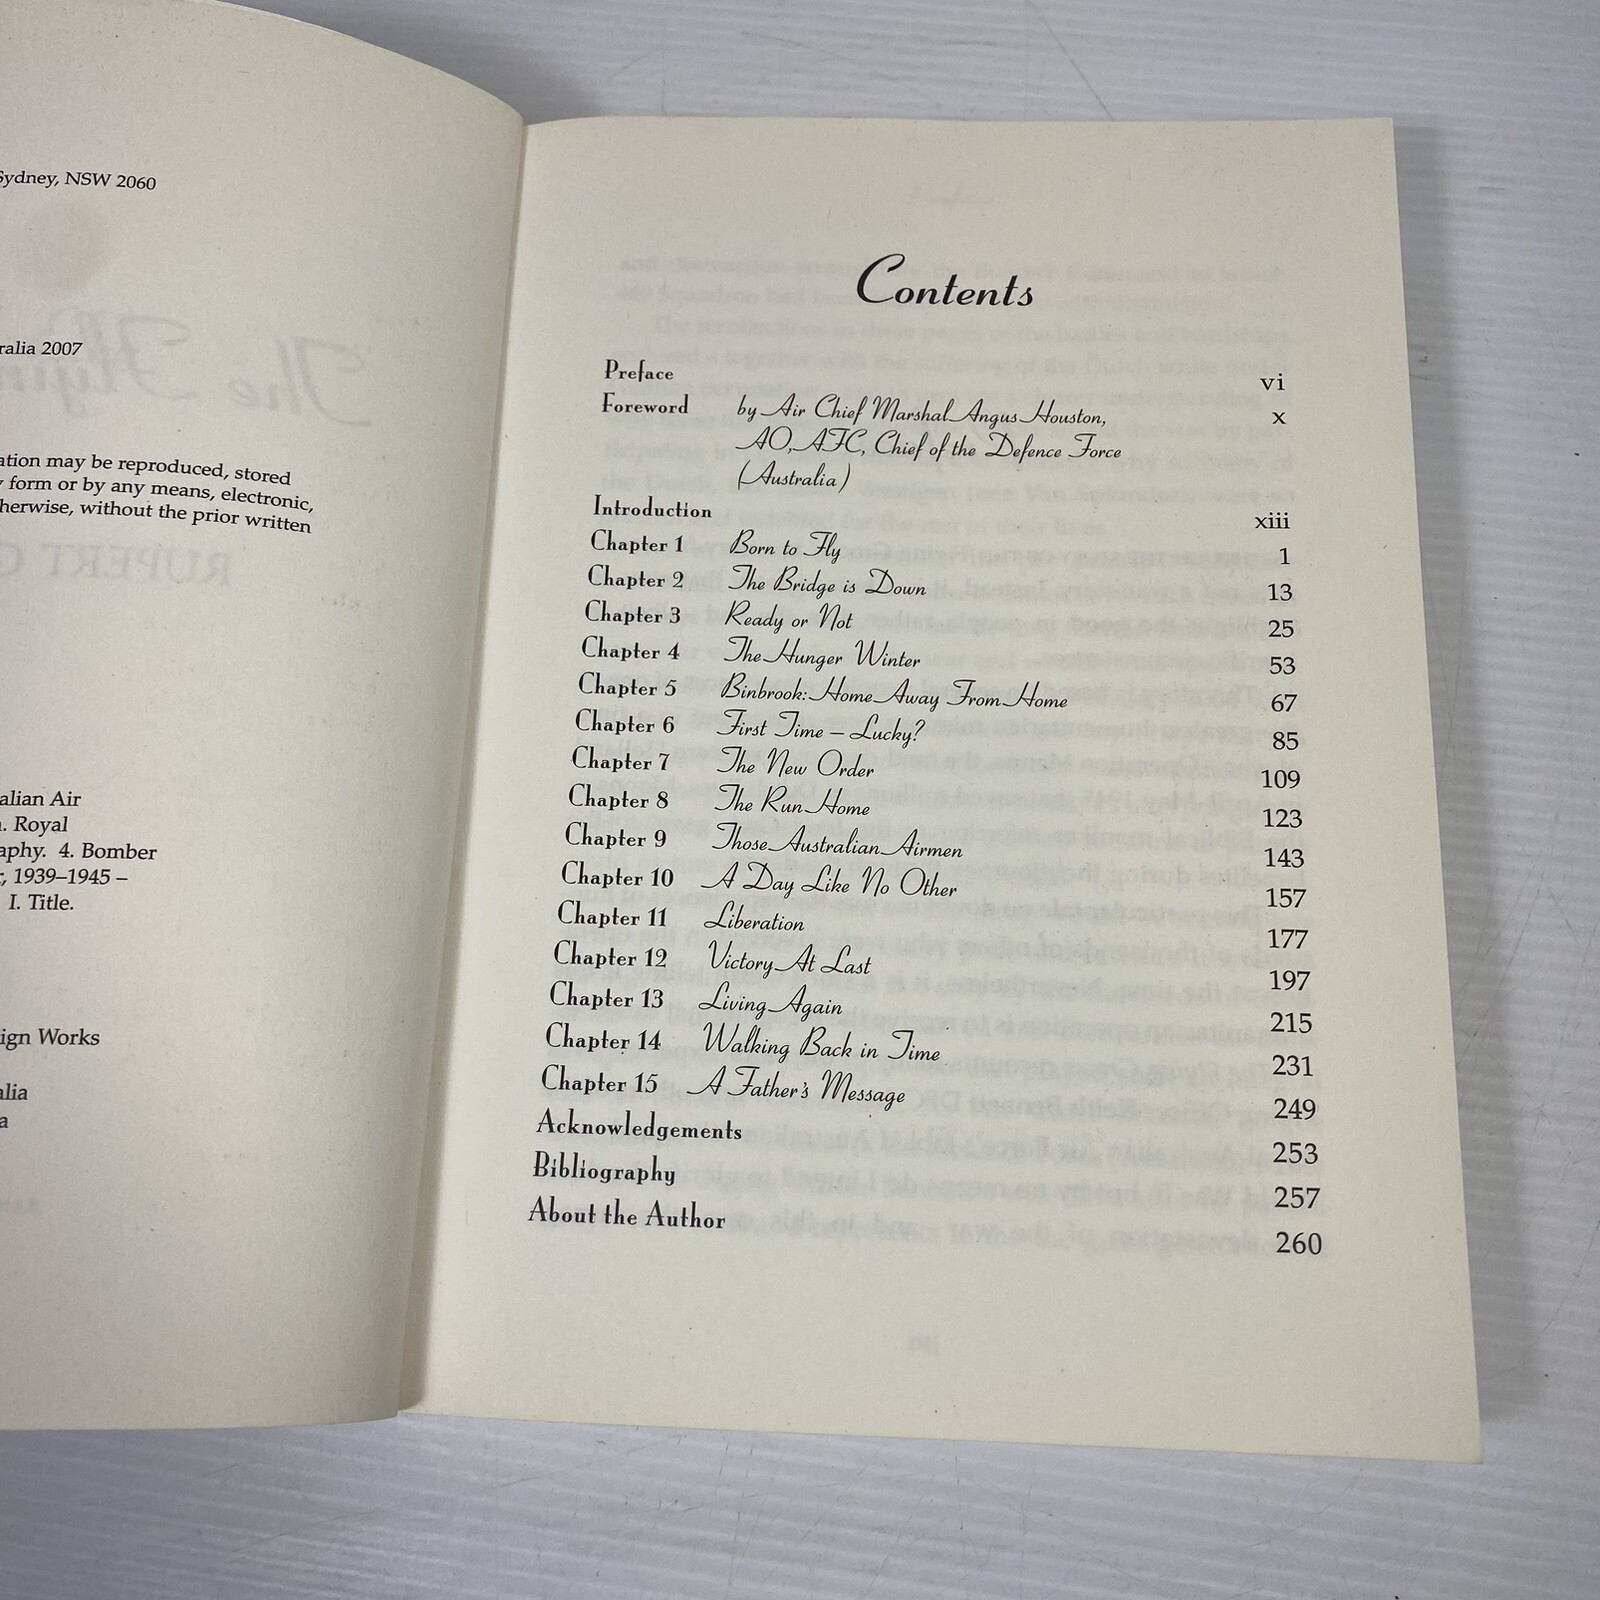 Sydney, NSW 2060
ralia 2007
ation may be reproduced, stored
y form or by any means, electronic,
herwise, without the prior written
alian Air
n. Royal
aphy. 4. Bomber
r, 1939–1945 –
I. Title.
ign Works
alia
a
Contents
Preface vi
Foreword by Air Chief Marshal Angus Houston, x
AO, AFC, Chief of the Defence Force
(Australia)
Introduction xiii
Chapter 1 Born to Fly 1
Chapter 2 The Bridge is Down 13
Chapter 3 Ready or Not 25
Chapter 4 The Hunger Winter 53
Chapter 5 Binbrook: Home Away From Home 67
Chapter 6 First Time – Lucky? 85
Chapter 7 The New Order 109
Chapter 8 The Run Home 123
Chapter 9 Those Australian Airmen 143
Chapter 10 A Day Like No Other 157
Chapter 11 Liberation 177
Chapter 12 Victory At Last 197
Chapter 13 Living Again 215
Chapter 14 Walking Back in Time 231
Chapter 15 A Father's Message 249
Acknowledgements 253
Bibliography 257
About the Author 260